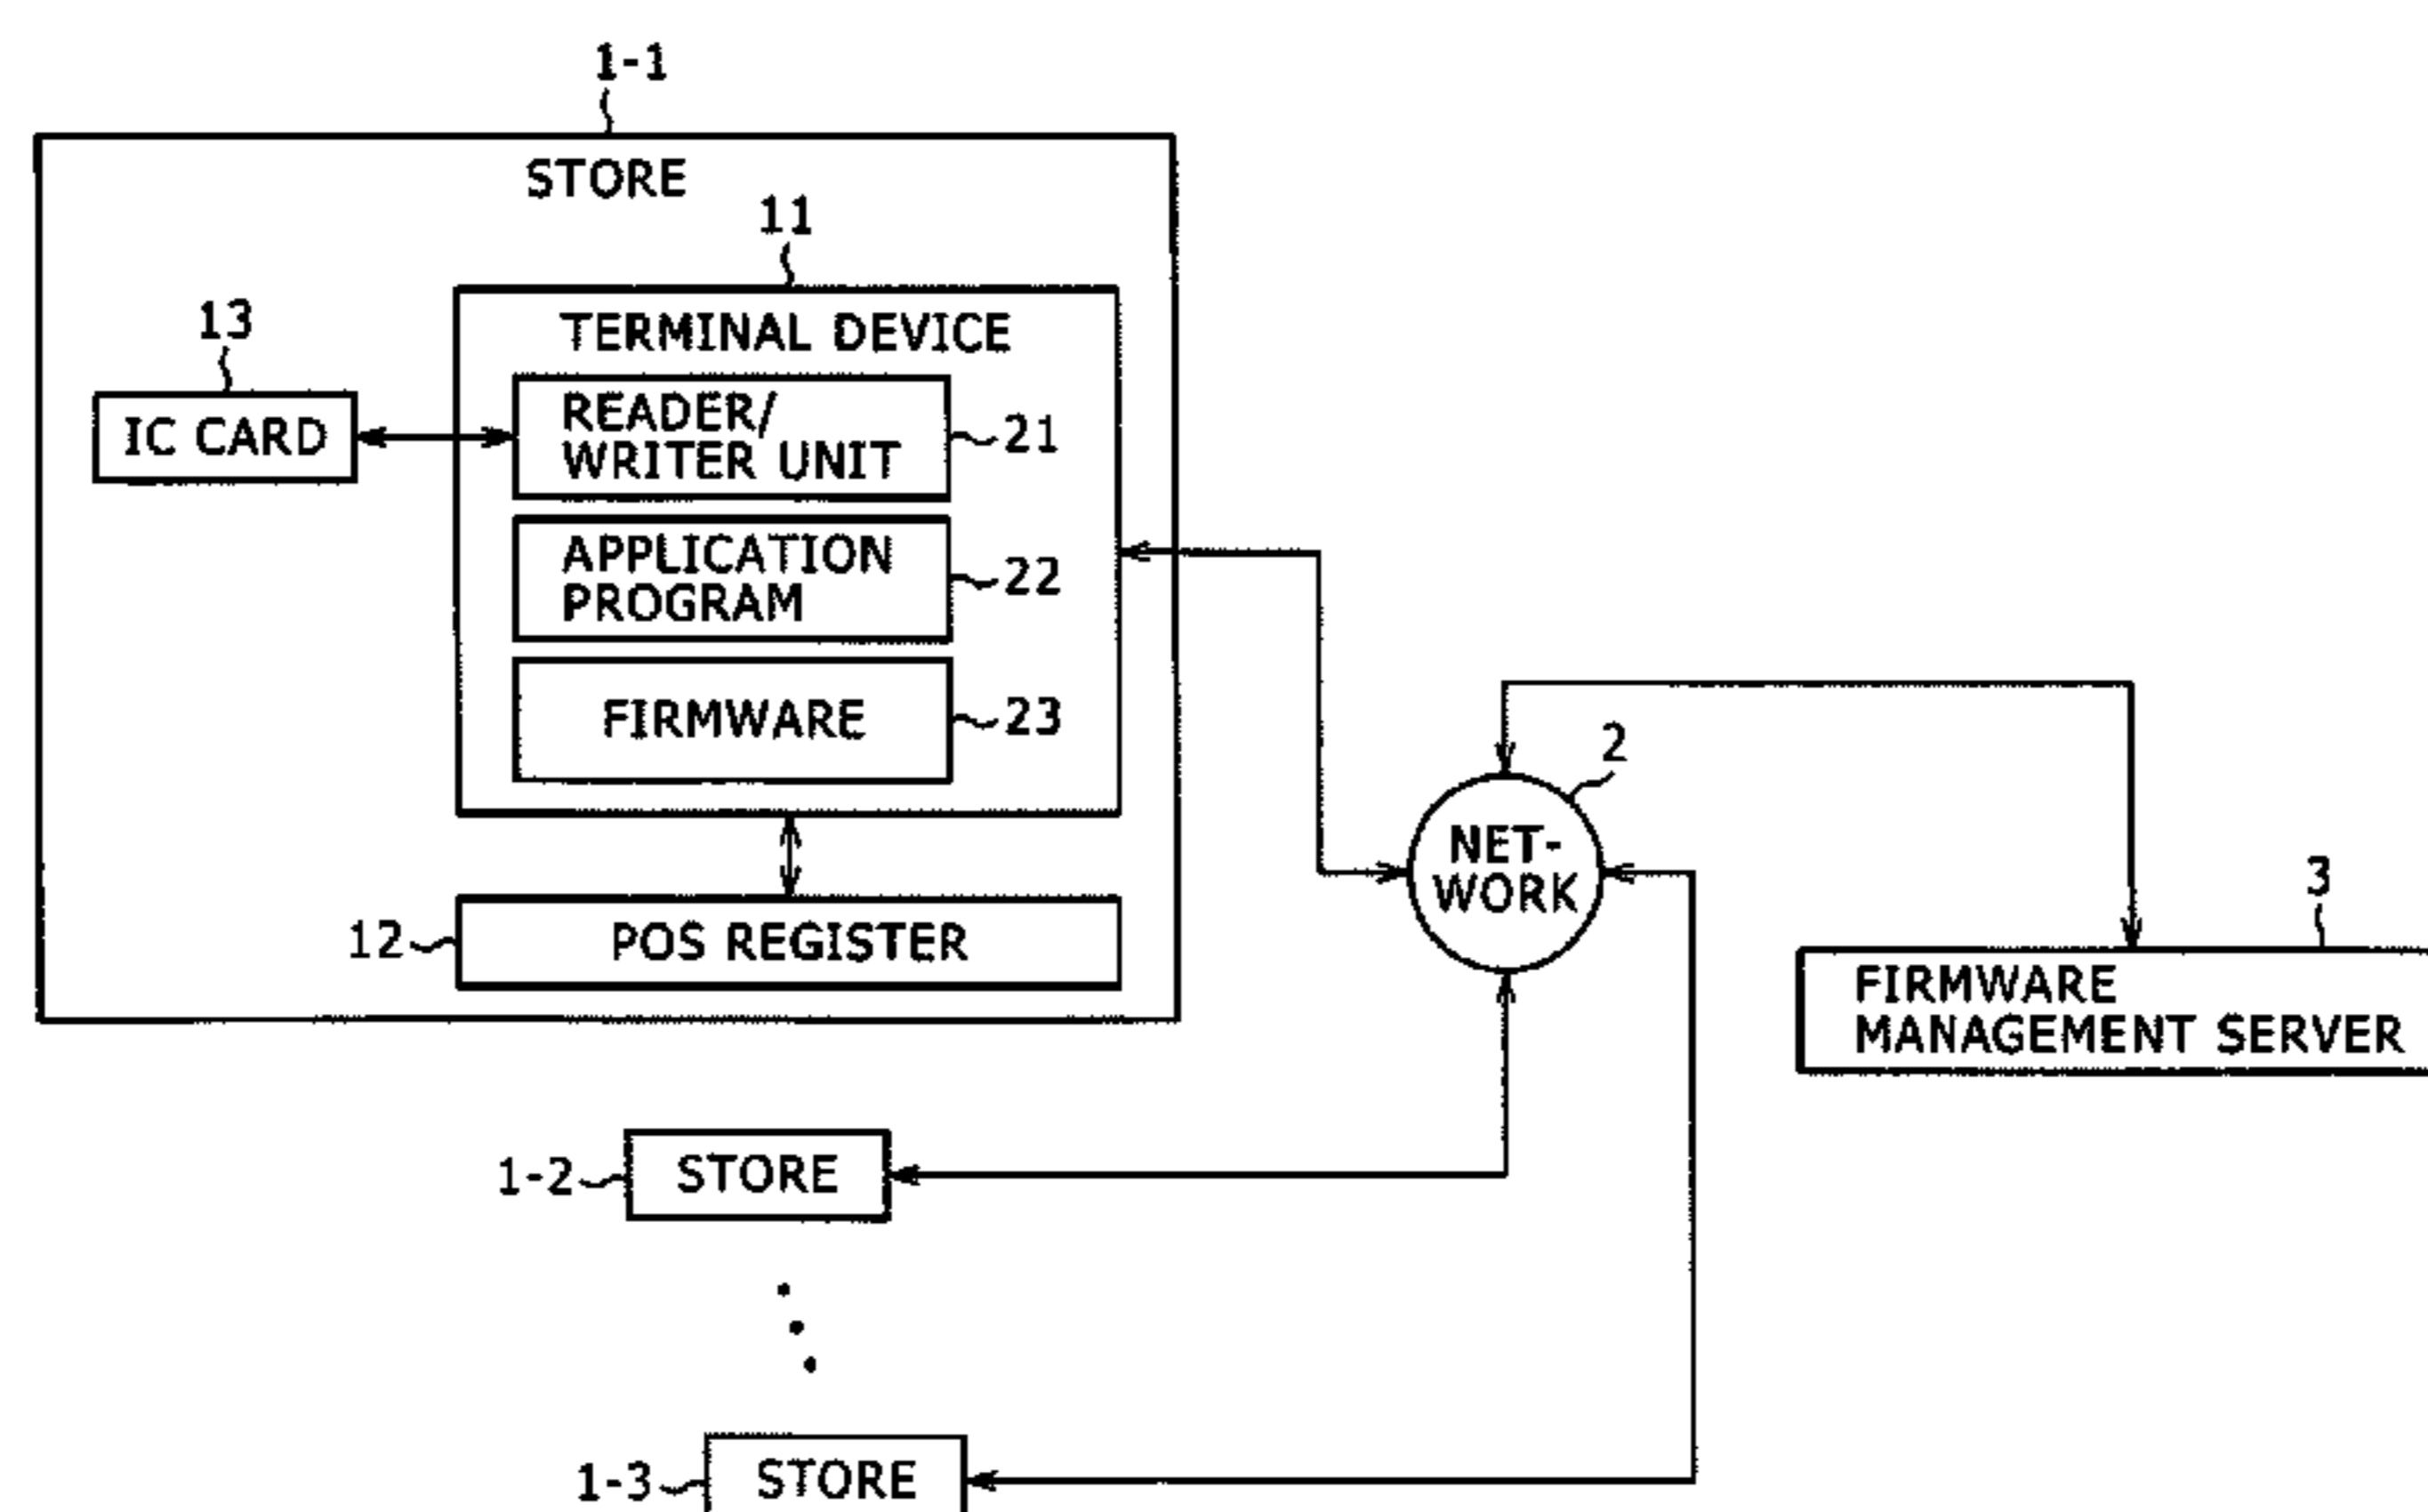 1-1
STORE
11
TERMINAL DEVICE
13
IC CARD
READER/
WRITER UNIT
21
APPLICATION
PROGRAM
22
FIRMWARE
23
12
POS REGISTER
2
NET-
WORK
3
FIRMWARE
MANAGEMENT SERVER
1-2
STORE
1-3
STORE